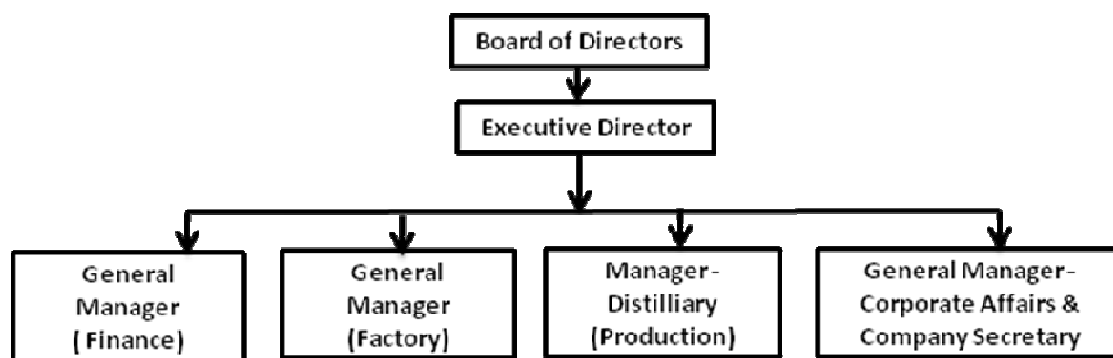 Board of Directors
Executive Director
General
Manager
( Finance)
General
Manager
(Factory)
Manager-
Distilliary
(Production)
General Manager-
Corporate Affairs &
Company Secretary